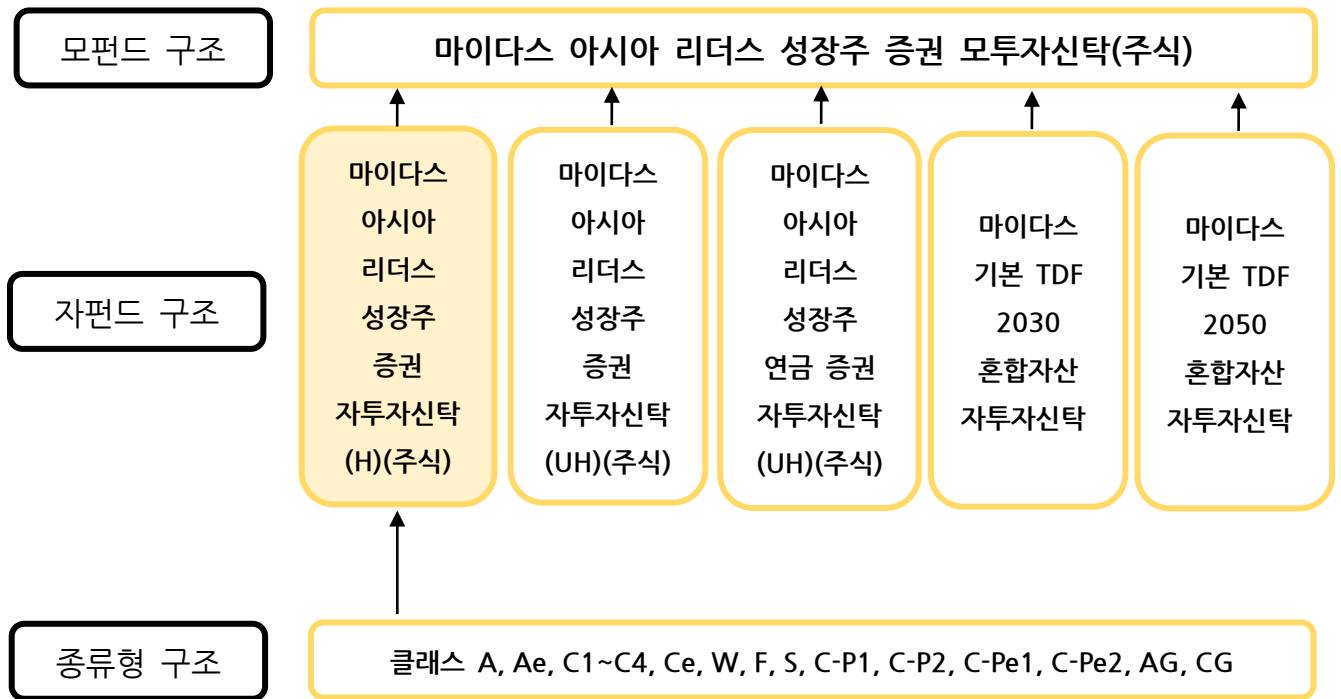 모펀드 구조
마이다스 아시아 리더스 성장주 증권 모투자신탁(주식)
자펀드 구조
마이다스
아시아
리더스
성장주
증권
자투자신탁
(H)(주식)
마이다스
아시아
리더스
성장주
증권
자투자신탁
(UH)(주식)
마이다스
아시아
리더스
성장주
연금 증권
자투자신탁
(UH)(주식)
마이다스
기본 TDF
2030
혼합자산
자투자신탁
마이다스
기본 TDF
2050
혼합자산
자투자신탁
종류형 구조
클래스 A, Ae, C1~C4, Ce, W, F, S, C-P1, C-P2, C-Pe1, C-Pe2, AG, CG